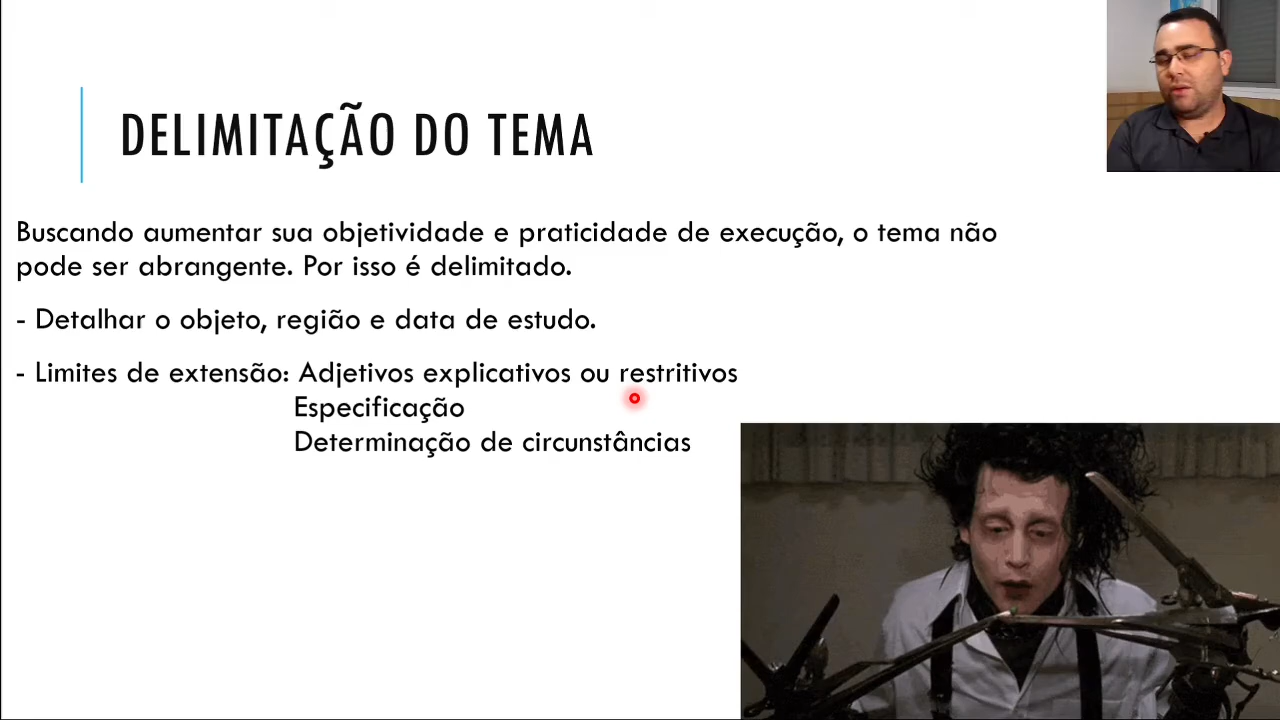 DELIMITAÇÃO DO TEMA
Buscando aumentar sua objetividade e praticidade de execução, o tema não
pode ser abrangente. Por isso é delimitado.
- Detalhar o objeto, região e data de estudo.
- Limites de extensão: Adjetivos explicativos ou restritivos
Especificação
Determinação de circunstâncias